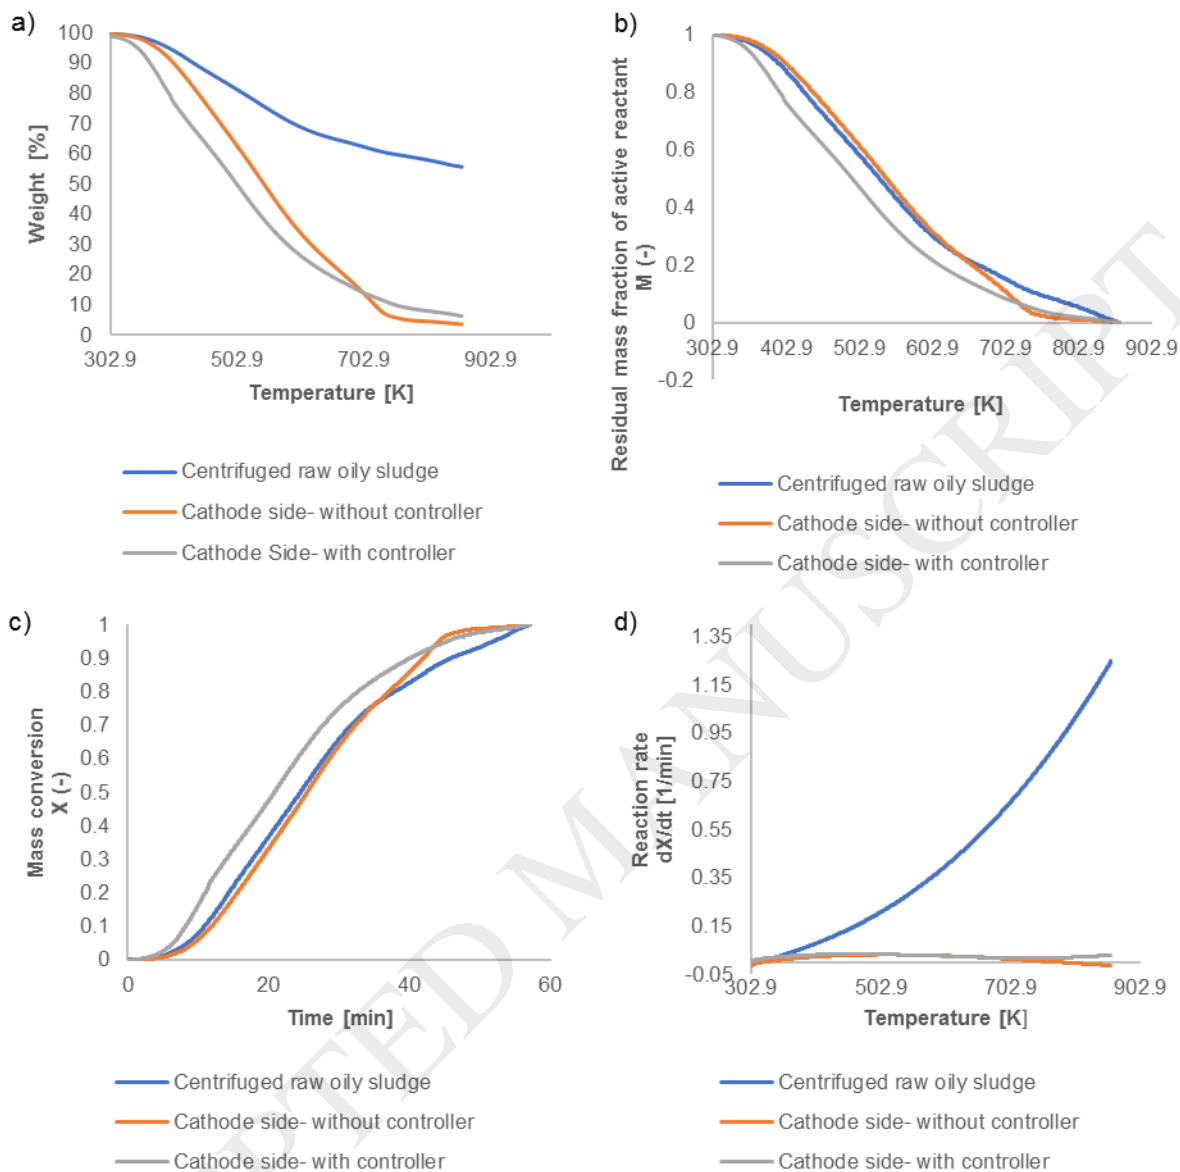 a)
100
90
80
70
60
50
40
30
20
10
0
Weight [%]
302.9 502.9 702.9 902.9
Temperature [K]
Centrifuged raw oily sludge
Cathode side- without controller
Cathode Side- with controller
b)
1
0.8
0.6
0.4
0.2
0
-0.2
Residual mass fraction of active reactant
M (-)
302.9 402.9 502.9 602.9 702.9 802.9 902.9
Temperature [K]
Centrifuged raw oily sludge
Cathode side- without controller
Cathode side- with controller
c)
1
0.9
0.8
0.7
0.6
0.5
0.4
0.3
0.2
0.1
0
Mass conversion
X (-)
0 20 40 60
Time [min]
Centrifuged raw oily sludge
Cathode side- without controller
Cathode side- with controller
d)
1.35
1.15
0.95
0.75
0.55
0.35
0.15
-0.05
Reaction rate
dX/dt [1/min]
302.9 502.9 702.9 902.9
Temperature [K]
Centrifuged raw oily sludge
Cathode side- without controller
Cathode side- with controller
PTED MANUSCRIPT